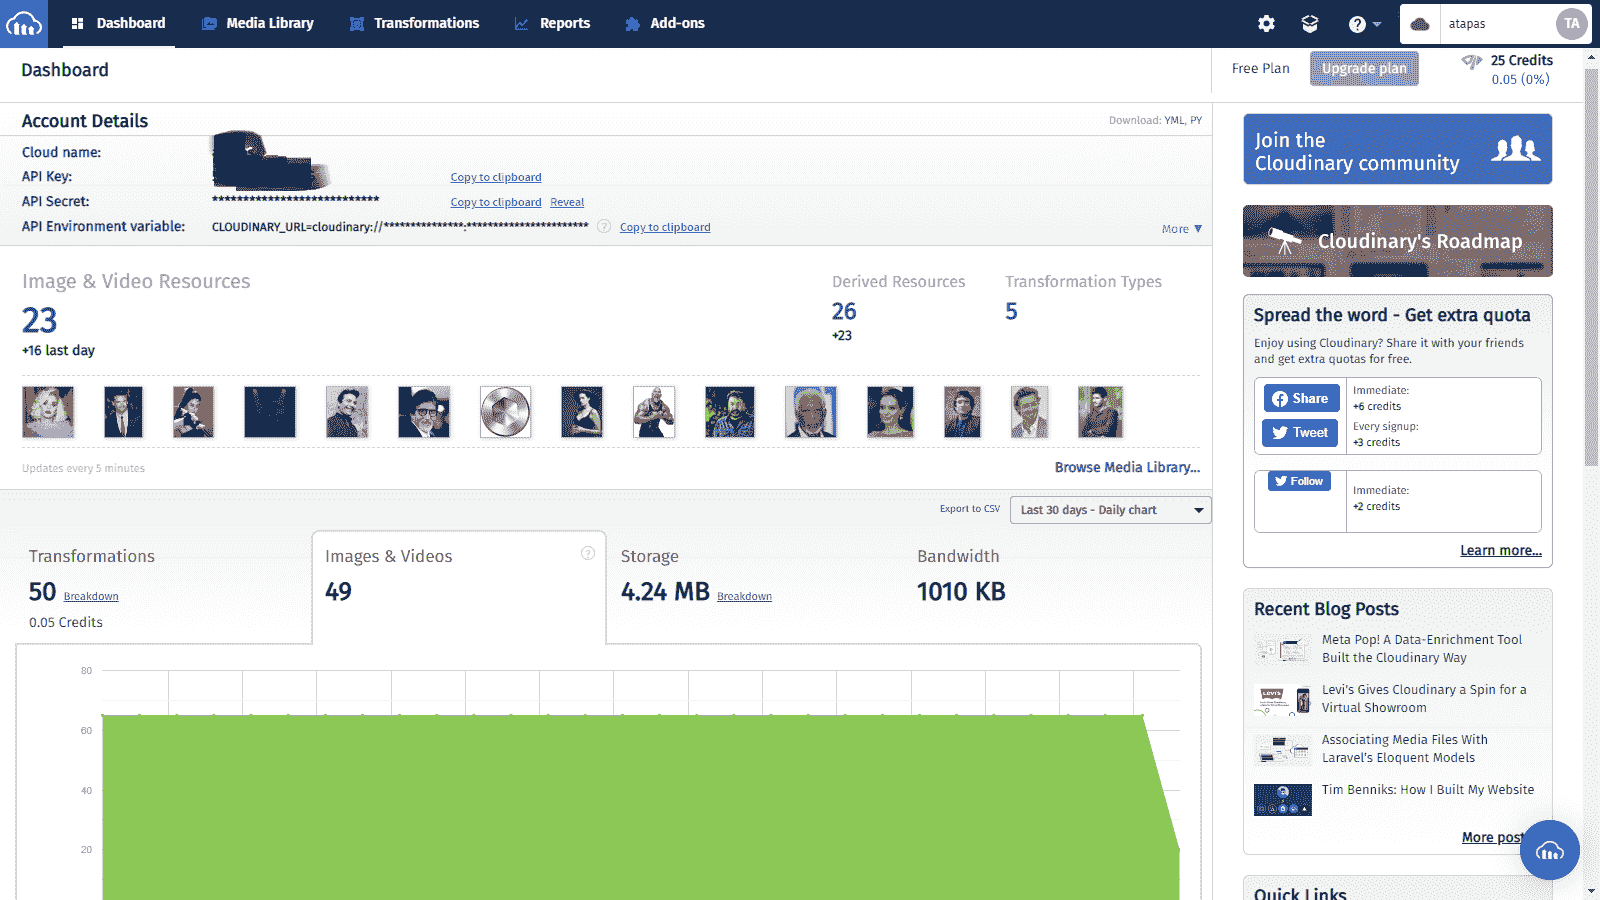 Dashboard
Media Library
Transformations
Reports
Add-ons
?
atapas
TA
Dashboard
Free Plan
Upgrade plan
25 Credits
0.05 (0%)
Account Details
Download: YML, PY
Cloud name:
API Key:
Copy to clipboard
API Secret:
***************************
Copy to clipboard Reveal
API Environment variable:
CLOUDINARY_URL=cloudinary://***************:***********************
?
Copy to clipboard
More ▼
Image & Video Resources
23
+16 last day
Derived Resources
26
+23
Transformation Types
5
Updates every 5 minutes
Browse Media Library...
Export to CSV
Last 30 days - Daily chart
Transformations
50 Breakdown
0.05 Credits
Images & Videos
?
49
Storage
4.24 MB Breakdown
Bandwidth
1010 KB
80
60
40
20
Join the
Cloudinary community
Cloudinary's Roadmap
Spread the word - Get extra quota
Enjoy using Cloudinary? Share it with your friends
and get extra quotas for free.
Share
Tweet
Immediate:
+6 credits
Every signup:
+3 credits
Follow
Immediate:
+2 credits
Learn more...
Recent Blog Posts
Meta Pop! A Data-Enrichment Tool
Built the Cloudinary Way
LEVI'S
Levi's Gives Cloudinary a Spin for a
Virtual Showroom
Associating Media Files With
Laravel's Eloquent Models
Tim Benniks: How I Built My Website
More post
Quick Links